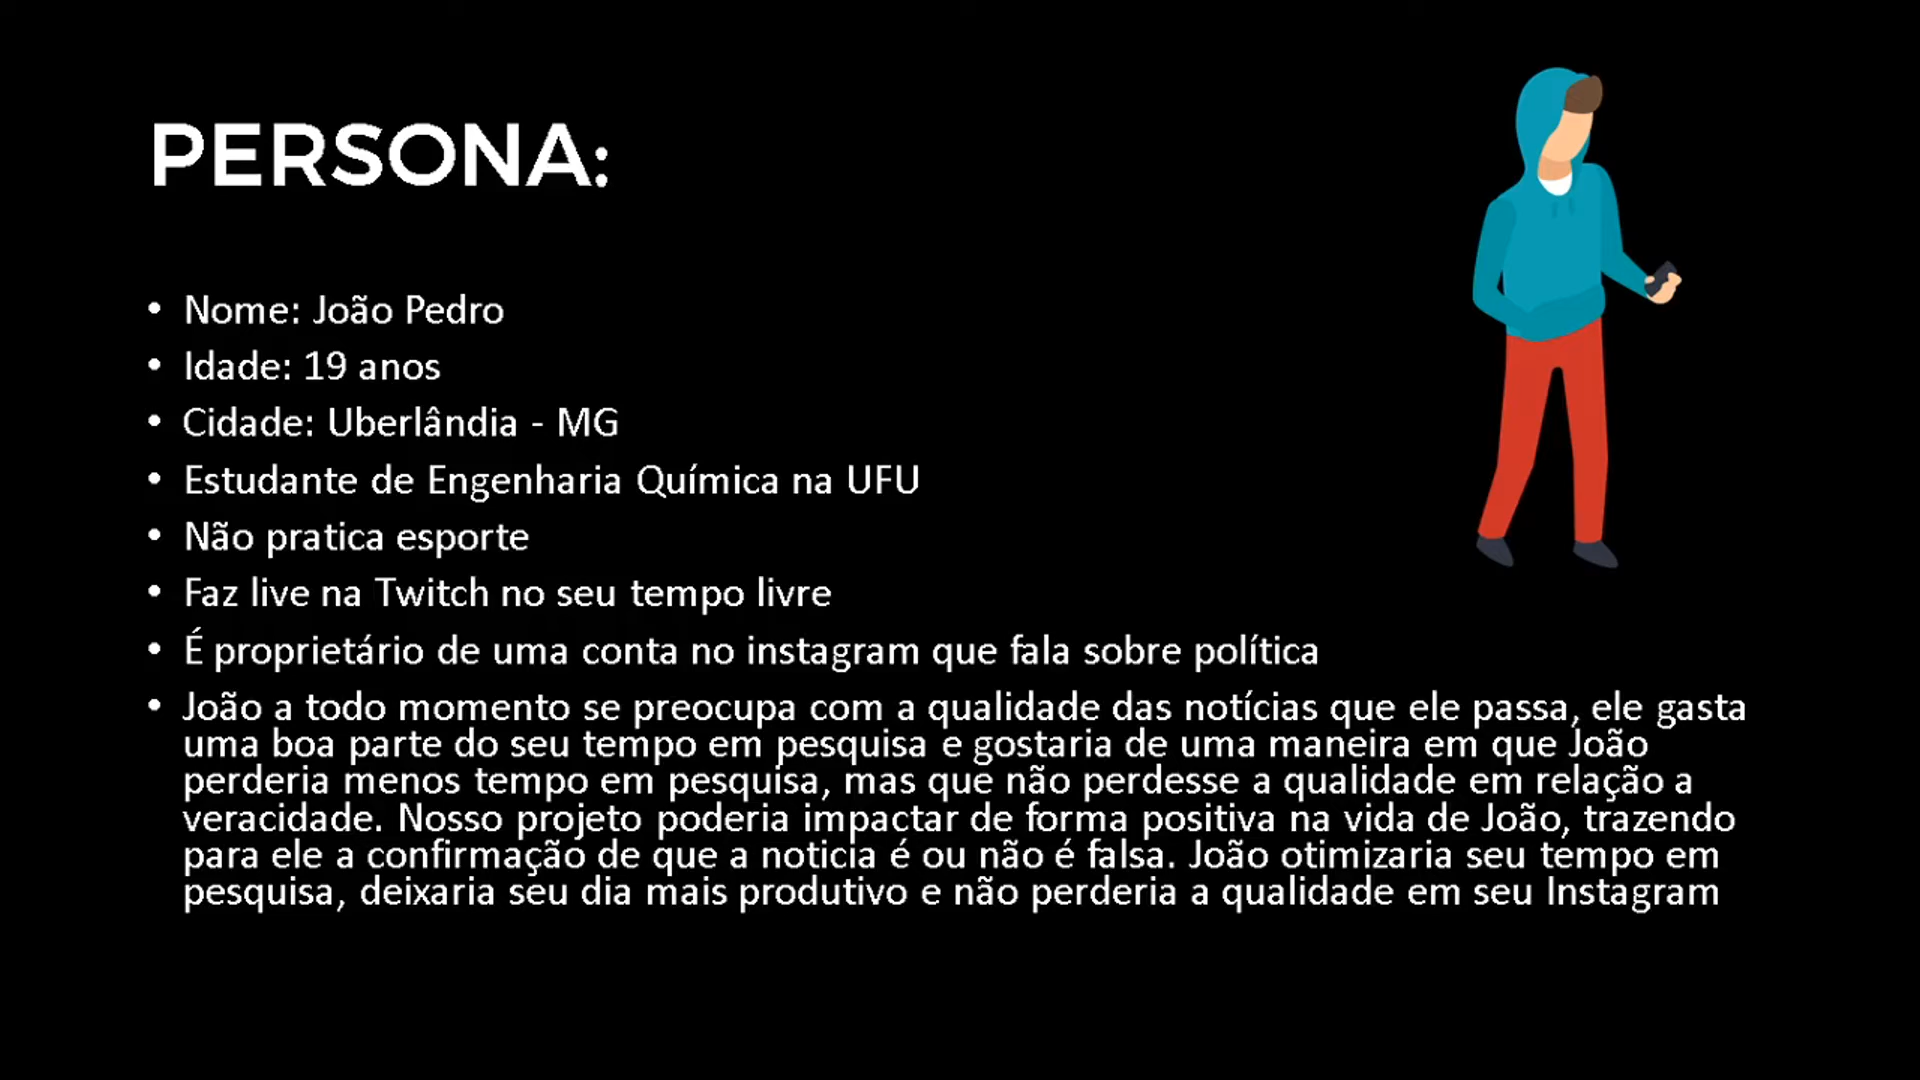 PERSONA:
• Nome: João Pedro
• Idade: 19 anos
• Cidade: Uberlândia - MG
• Estudante de Engenharia Química na UFU
• Não pratica esporte
• Faz live na Twitch no seu tempo livre
• É proprietário de uma conta no instagram que fala sobre política
• João a todo momento se preocupa com a qualidade das notícias que ele passa, ele gasta
uma boa parte do seu tempo em pesquisa e gostaria de uma maneira em que João
perderia menos tempo em pesquisa, mas que não perdesse a qualidade em relação a
veracidade. Nosso projeto poderia impactar de forma positiva na vida de João, trazendo
para ele a confirmação de que a noticia é ou não é falsa. João otimizaria seu tempo em
pesquisa, deixaria seu dia mais produtivo e não perderia a qualidade em seu Instagram